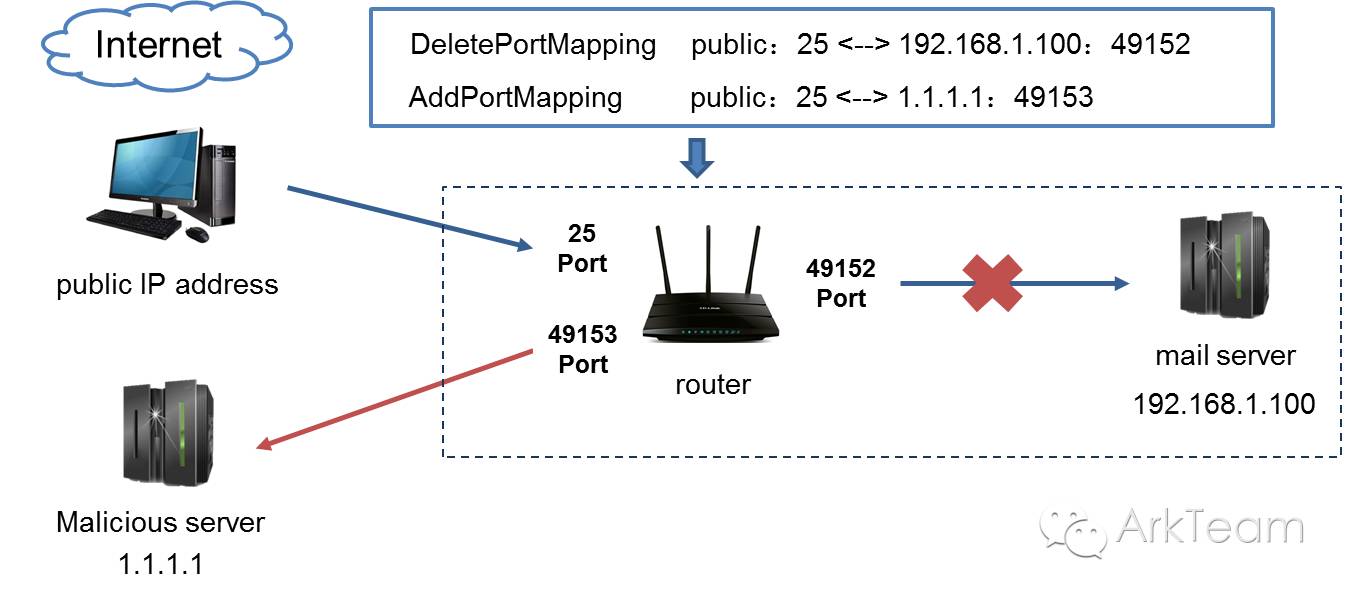 Internet
DeletePortMapping public：25 <--> 192.168.1.100：49152
AddPortMapping public：25 <--> 1.1.1.1：49153
public IP address
25
Port
49153
Port
TP-LINK
router
49152
Port
mail server
192.168.1.100
Malicious server
1.1.1.1
ArkTeam